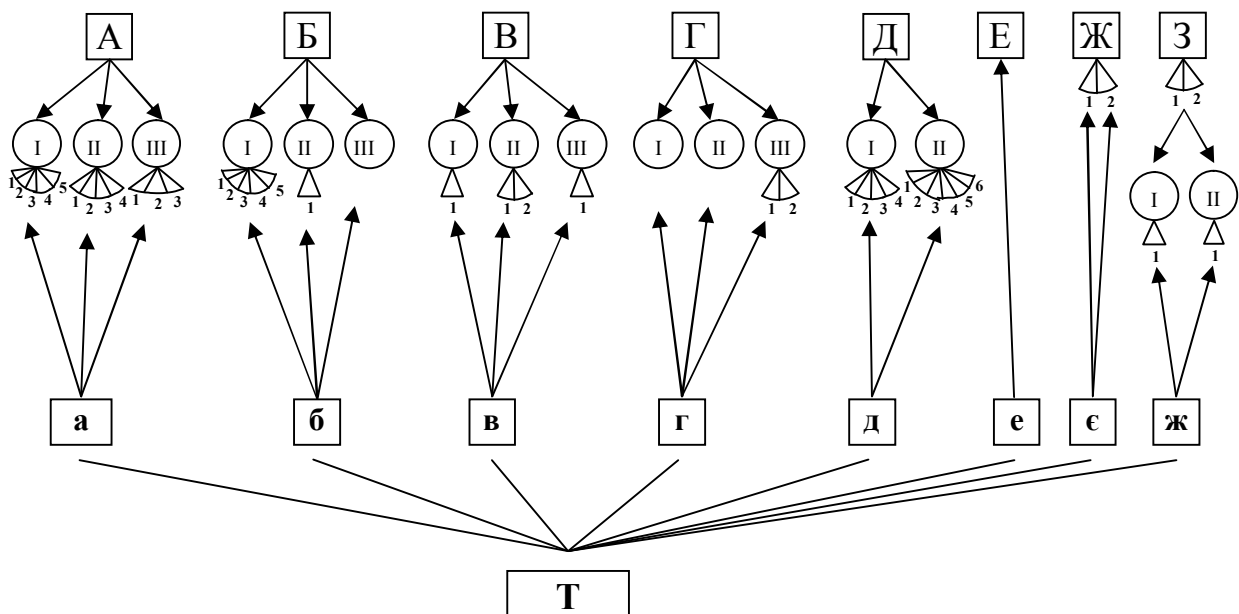 А Б В Г Д Е Ж З
1 2 1 2
I II III I II III I II III I II III I II
1 2 3 4 5 1 2 3 4 1 2 3 1 2 3 4 5 1 1 1 2 1 1 2 1 2 3 4 1 2 3 4 5 6
I II
1 1
а б в г д е є ж
Т